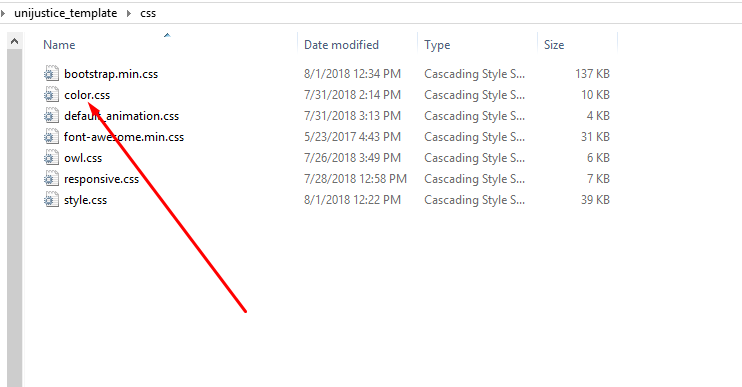 unijustice_template css
Name Date modified Type Size
bootstrap.min.css 8/1/2018 12:34 PM Cascading Style S... 137 KB
color.css 7/31/2018 2:14 PM Cascading Style S... 10 KB
default_animation.css 7/31/2018 3:13 PM Cascading Style S... 4 KB
font-awesome.min.css 5/23/2017 4:43 PM Cascading Style S... 31 KB
owl.css 7/26/2018 3:49 PM Cascading Style S... 6 KB
responsive.css 7/28/2018 12:58 PM Cascading Style S... 7 KB
style.css 8/1/2018 12:22 PM Cascading Style S... 39 KB